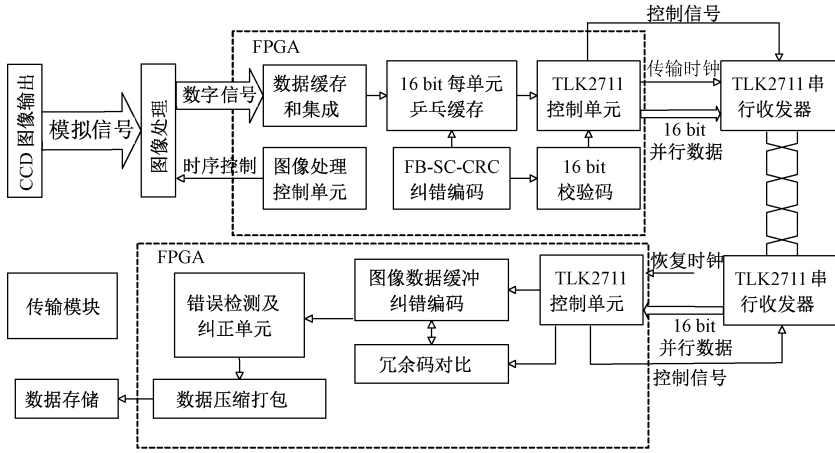 控制信号
FPGA
CCD 图像输出
模拟信号
图像处理
数字信号
数据缓存
和集成
16 bit 每单元
乒乓缓存
TLK2711
控制单元
传输时钟
TLK2711 串
行收发器
16 bit
并行数据
时序控制
图像处理
控制单元
FB-SC-CRC
纠错编码
16 bit
校验码
FPGA
传输模块
错误检测及
纠正单元
图像数据缓冲
纠错编码
TLK2711
控制单元
恢复时钟
TLK2711 串
行收发器
16 bit
并行数据
冗余码对比
控制信号
数据存储
数据压缩打包